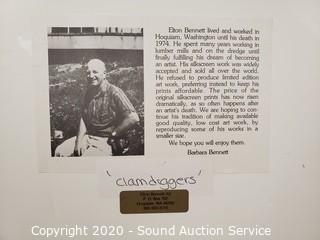 Elton Bennett lived and worked in
Hoquiam, Washington until his death in
1974. He spent many years working in
lumber mills and on the dredge until
finally fulfilling his dream of becoming
an artist. His silkscreen work was widely
accepted and sold all over the world. He
refused to produce limited edition
art work, preferring instead to keep his
prints affordable. The price of the
original silkscreen prints has now risen
dramatically, as so often happens after
an artist's death. We are hoping to con-
tinue his tradition of making available
good quality, low cost art work, by
reproducing some of his works in a
smaller size.
We hope you will enjoy them.
Barbara Bennett
'clamdiggers'
Elton Bennett Art
P. O. Box
Hoquiam, WA
Copyright 2020 - Sound Auction Service